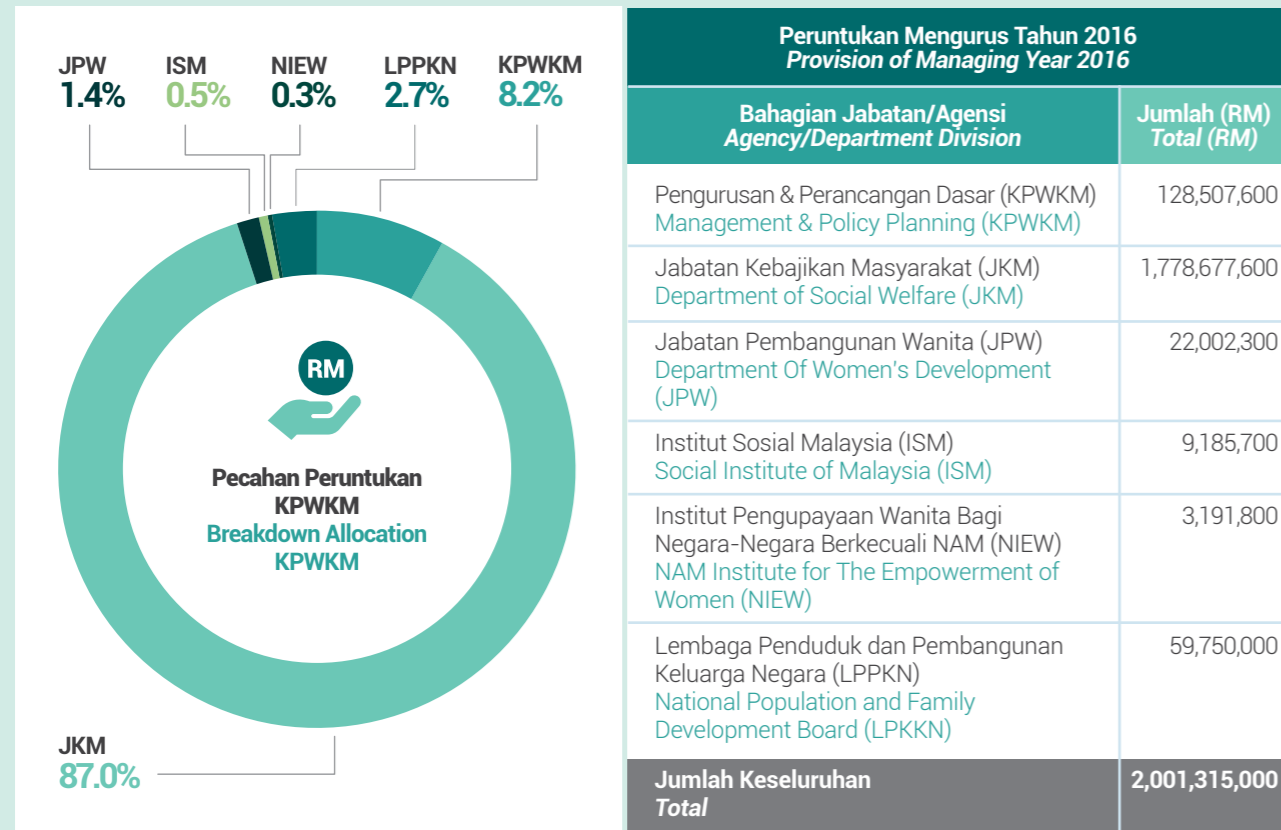 JPW
1.4%
ISM
0.5%
NIEW
0.3%
LPPKN
2.7%
KPWKM
8.2%
RM
Pecahan Peruntukan
KPWKM
Breakdown Allocation
KPWKM
JKM
87.0%
Peruntukan Mengurus Tahun 2016
Provision of Managing Year 2016
Bahagian Jabatan/Agensi
Agency/Department Division
Jumlah (RM)
Total (RM)
Pengurusan & Perancangan Dasar (KPWKM) 128,507,600
Management & Policy Planning (KPWKM)
Jabatan Kebajikan Masyarakat (JKM) 1,778,677,600
Department of Social Welfare (JKM)
Jabatan Pembangunan Wanita (JPW) 22,002,300
Department Of Women's Development
(JPW)
Institut Sosial Malaysia (ISM) 9,185,700
Social Institute of Malaysia (ISM)
Institut Pengupayaan Wanita Bagi 3,191,800
Negara-Negara Berkecuali NAM (NIEW)
NAM Institute for The Empowerment of
Women (NIEW)
Lembaga Penduduk dan Pembangunan 59,750,000
Keluarga Negara (LPPKN)
National Population and Family
Development Board (LPKKN)
Jumlah Keseluruhan 2,001,315,000
Total